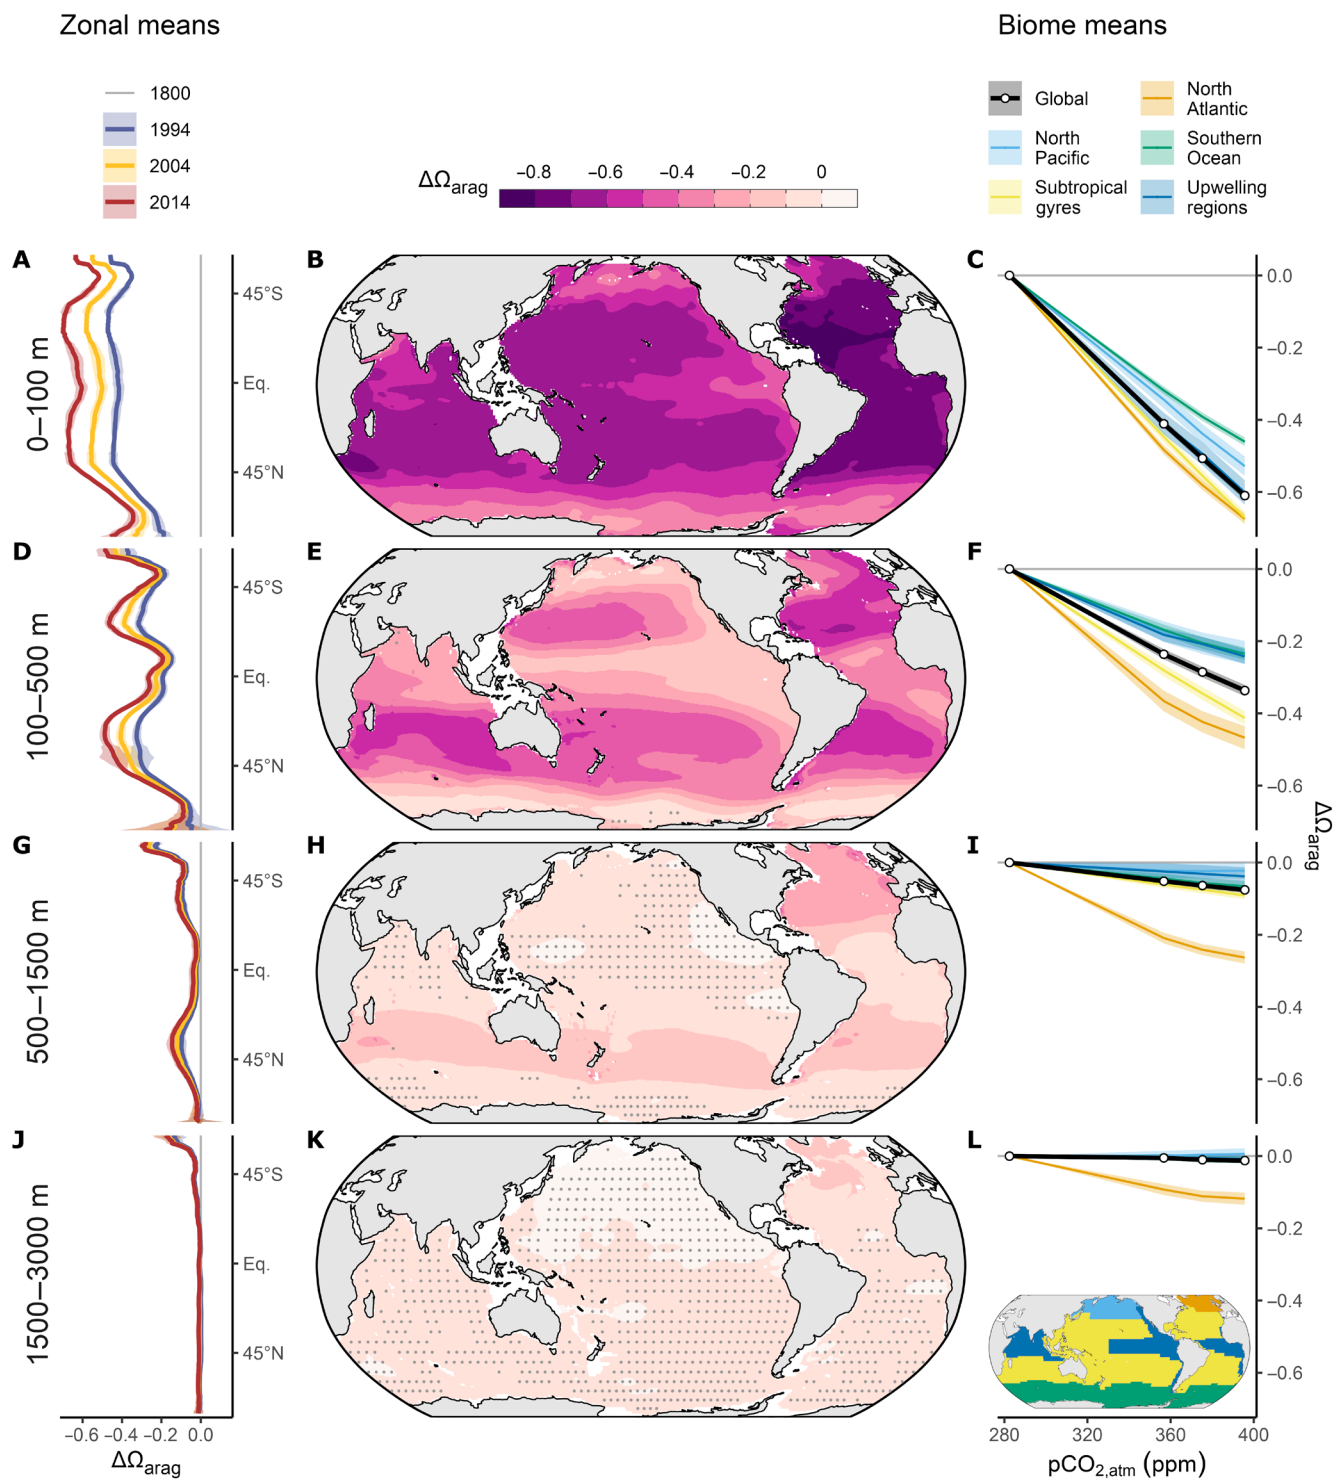 Zonal means
Biome means
1800
1994
2004
2014
ΔΩarag
−0.8 −0.6 −0.4 −0.2 0
Global
North
Atlantic
North
Pacific
Southern
Ocean
Subtropical
gyres
Upwelling
regions
A
0−100 m
45°S
Eq.
45°N
B
C
0.0
−0.2
−0.4
−0.6
D
100−500 m
45°S
Eq.
45°N
E
F
0.0
−0.2
−0.4
−0.6
ΔΩarag
G
500−1500 m
45°S
Eq.
45°N
H
I
0.0
−0.2
−0.4
−0.6
J
1500−3000 m
45°S
Eq.
45°N
K
L
0.0
−0.2
−0.4
−0.6
−0.6 −0.4 −0.2 0.0
ΔΩarag
280 320 360 400
pCO2,atm (ppm)